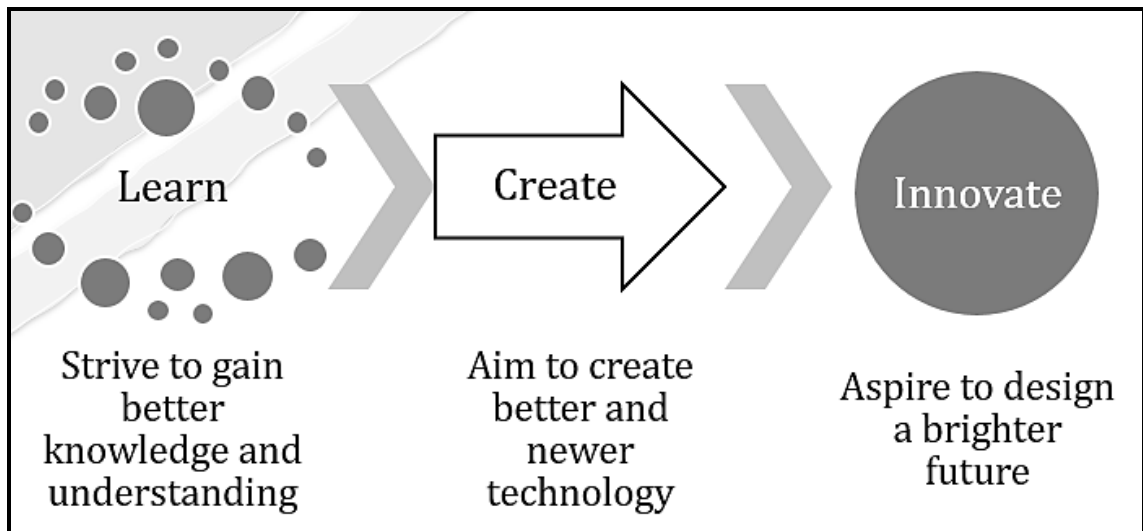 Learn
Create
Innovate
Strive to gain
better
knowledge and
understanding
Aim to create
better and
newer
technology
Aspire to design
a brighter
future